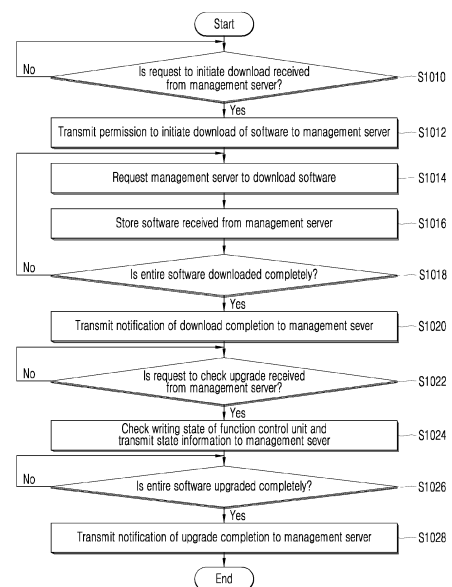 Start
Is request to initiate download received
from management server?
S1010
No
Yes
Transmit permission to initiate download of software to management server
S1012
Request management server to download software
S1014
Store software received from management server
S1016
No
Is entire software downloaded completely?
S1018
Yes
Transmit notification of download completion to management sever
S1020
No
Is request to check upgrade received
from management server?
S1022
Yes
Check writing state of function control unit and
transmit state information to management sever
S1024
No
Is entire software upgraded completely?
S1026
Yes
Transmit notification of upgrade completion to management server
S1028
End